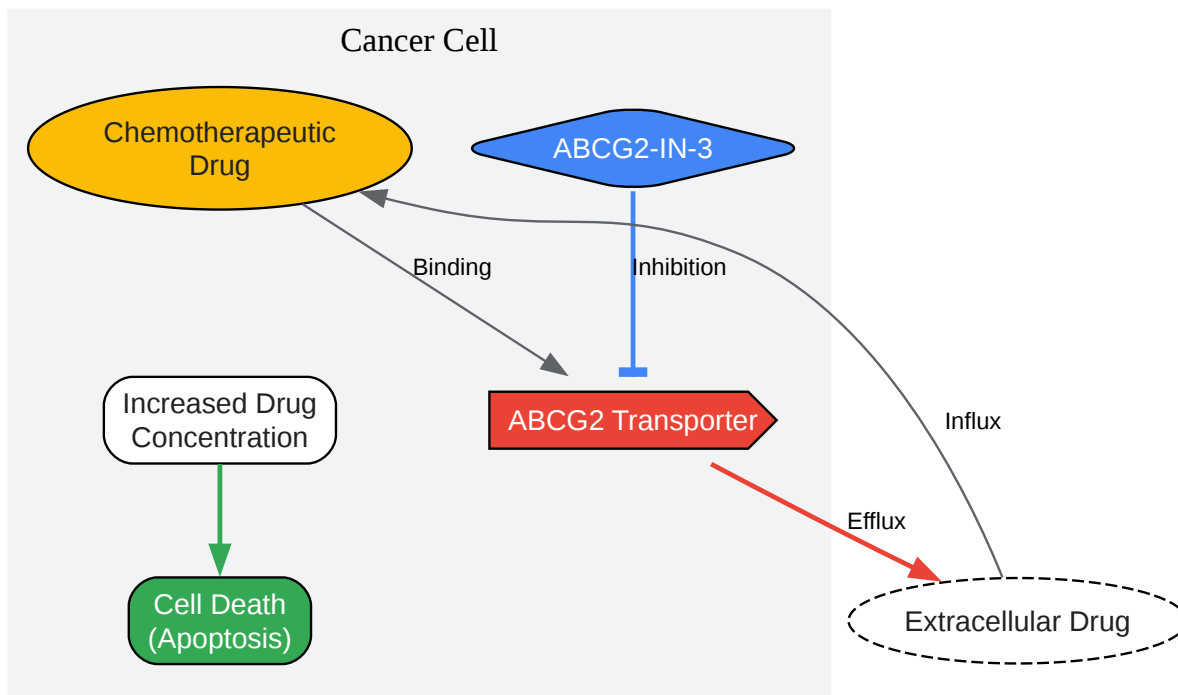 Cancer Cell
Chemotherapeutic
Drug
ABCG2-IN-3
Binding
Inhibition
Increased Drug
Concentration
ABCG2 Transporter
Influx
Efflux
Cell Death
(Apoptosis)
Extracellular Drug